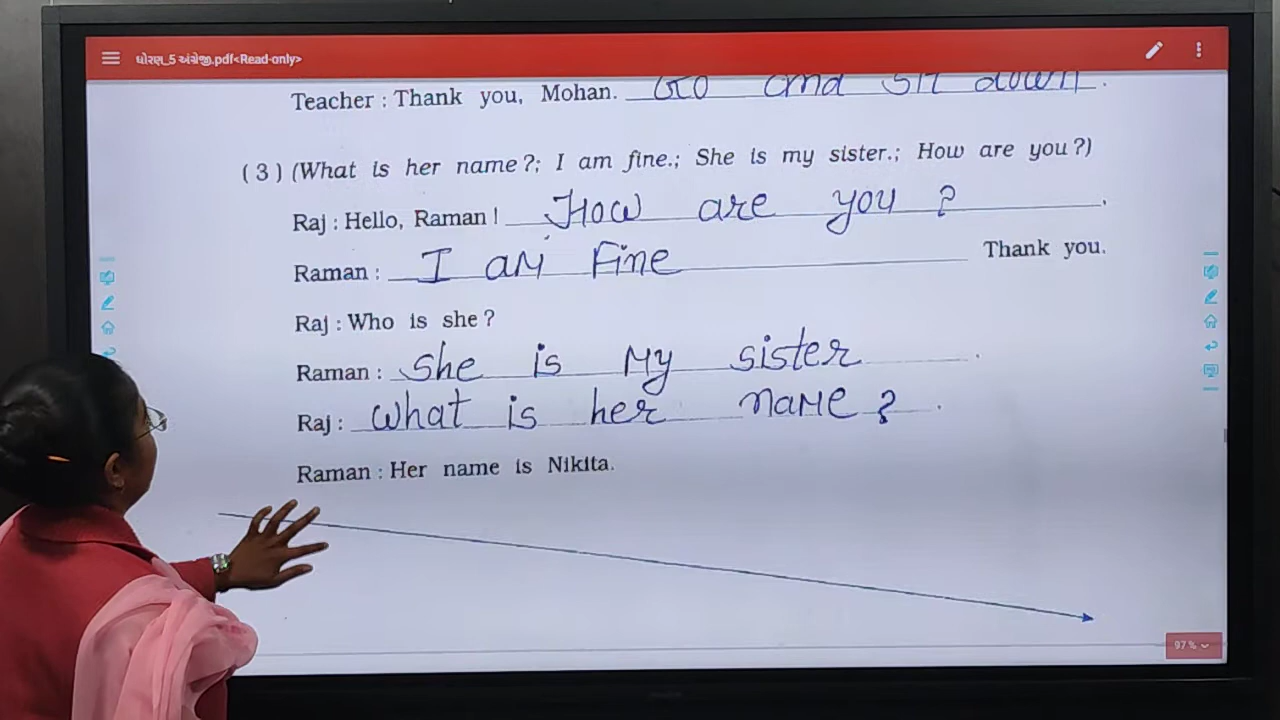 ધોરણ_5 અંગ્રેજી.pdf<Read-only>
Teacher : Thank you, Mohan. Go and sit down .
(3) (What is her name?; I am fine.; She is my sister.; How are you?)
Raj : Hello, Raman! How are you ? .
Raman : I am Fine Thank you.
Raj : Who is she?
Raman : She is My sister .
Raj : What is her name ? .
Raman : Her name is Nikita.
97%